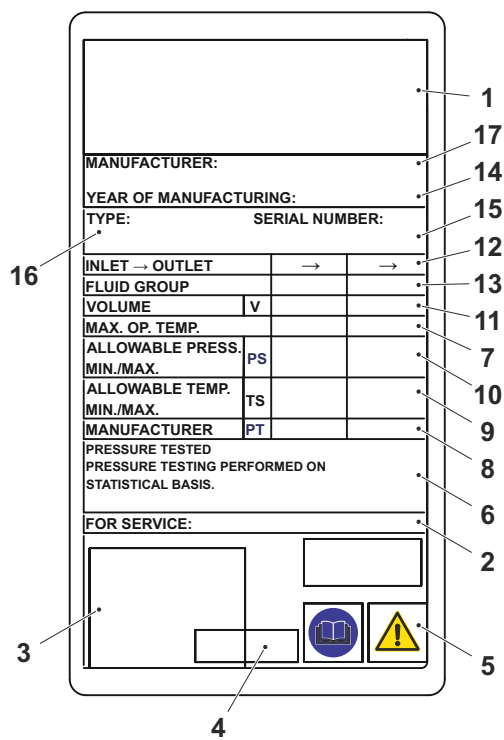 1
MANUFACTURER: 17
YEAR OF MANUFACTURING: 14
TYPE: SERIAL NUMBER: 15
16
INLET → OUTLET → → 12
FLUID GROUP 13
VOLUME V 11
MAX. OP. TEMP. 7
ALLOWABLE PRESS.
MIN./MAX. PS 10
ALLOWABLE TEMP.
MIN./MAX. TS 9
MANUFACTURER PT 8
PRESSURE TESTED
PRESSURE TESTING PERFORMED ON
STATISTICAL BASIS. 6
FOR SERVICE: 2
3
4
5